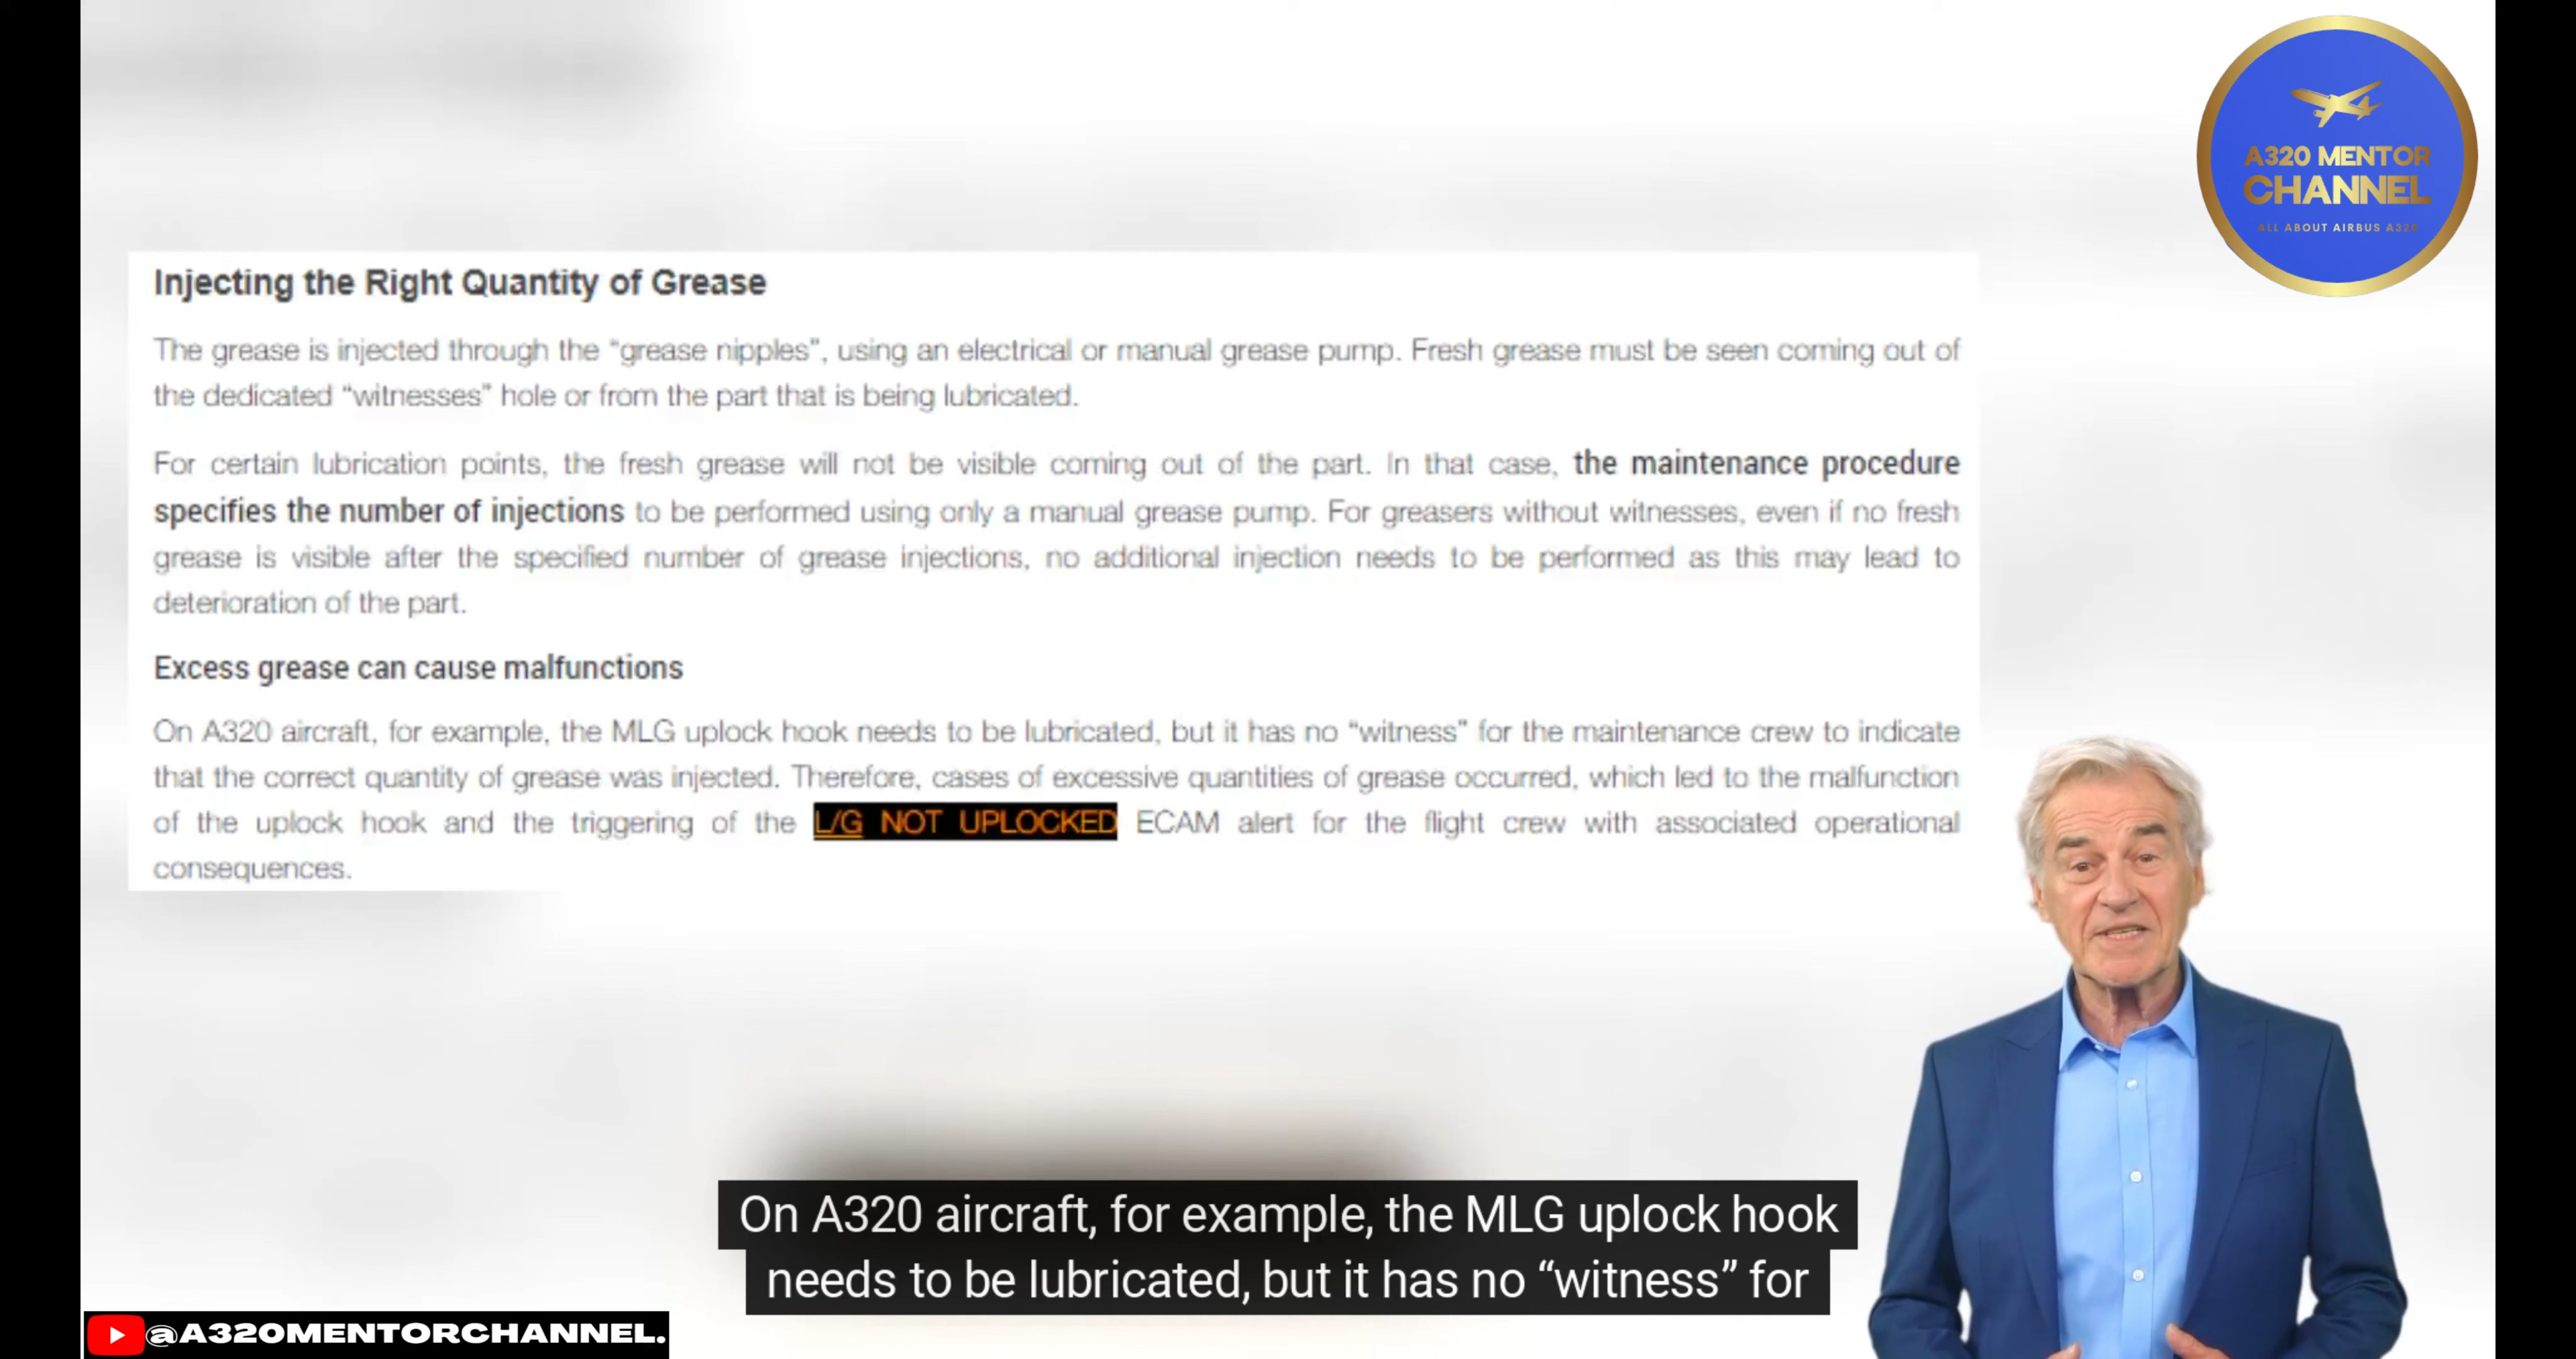 A320 MENTOR
CHANNEL
ALL ABOUT AIRBUS A320
Injecting the Right Quantity of Grease
The grease is injected through the “grease nipples”, using an electrical or manual grease pump. Fresh grease must be seen coming out of
the dedicated “witnesses” hole or from the part that is being lubricated.
For certain lubrication points, the fresh grease will not be visible coming out of the part. In that case, the maintenance procedure
specifies the number of injections to be performed using only a manual grease pump. For greasers without witnesses, even if no fresh
grease is visible after the specified number of grease injections, no additional injection needs to be performed as this may lead to
deterioration of the part.
Excess grease can cause malfunctions
On A320 aircraft, for example, the MLG uplock hook needs to be lubricated, but it has no “witness” for the maintenance crew to indicate
that the correct quantity of grease was injected. Therefore, cases of excessive quantities of grease occurred, which led to the malfunction
of the uplock hook and the triggering of the L/G NOT UPLOCKED ECAM alert for the flight crew with associated operational
consequences.
On A320 aircraft, for example, the MLG uplock hook
needs to be lubricated, but it has no “witness” for
@A320MENTORCHANNEL.